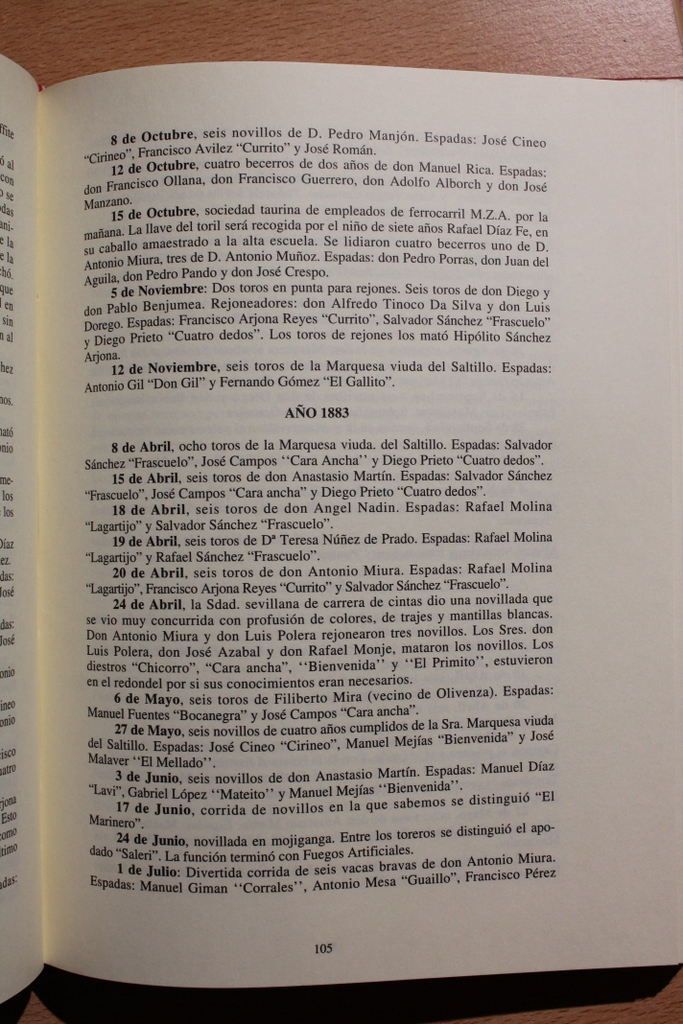 8 de Octubre, seis novillos de D. Pedro Manjón. Espadas: José Cineo
“Cirineo”, Francisco Avilez “Currito” y José Román.
12 de Octubre, cuatro becerros de dos años de don Manuel Rica. Espadas:
don Francisco Ollana, don Francisco Guerrero, don Adolfo Alborch y don José
Manzano.
15 de Octubre, sociedad taurina de empleados de ferrocarril M.Z.A. por la
mañana. La llave del toril será recogida por el niño de siete años Rafael Díaz Fe, en
su caballo amaestrado a la alta escuela. Se lidiaron cuatro becerros uno de D.
Antonio Miura, tres de D. Antonio Muñoz. Espadas: don Pedro Porras, don Juan del
Aguila, don Pedro Pando y don José Crespo.
5 de Noviembre: Dos toros en punta para rejones. Seis toros de don Diego y
don Pablo Benjumea. Rejoneadores: don Alfredo Tinoco Da Silva y don Luis
Dorego. Espadas: Francisco Arjona Reyes “Currito”, Salvador Sánchez “Frascuelo”
y Diego Prieto “Cuatro dedos”. Los toros de rejones los mató Hipólito Sánchez
Arjona.
12 de Noviembre, seis toros de la Marquesa viuda del Saltillo. Espadas:
Antonio Gil “Don Gil” y Fernando Gómez “El Gallito”.
AÑO 1883
8 de Abril, ocho toros de la Marquesa viuda. del Saltillo. Espadas: Salvador
Sánchez “Frascuelo”, José Campos ‘‘Cara Ancha’’ y Diego Prieto “Cuatro dedos”.
15 de Abril, seis toros de don Anastasio Martín. Espadas: Salvador Sánchez
“Frascuelo”, José Campos “Cara ancha” y Diego Prieto “Cuatro dedos”.
18 de Abril, seis toros de don Angel Nadin. Espadas: Rafael Molina
“Lagartijo” y Salvador Sánchez “Frascuelo”.
19 de Abril, seis toros de Dª Teresa Núñez de Prado. Espadas: Rafael Molina
“Lagartijo” y Rafael Sánchez “Frascuelo”.
20 de Abril, seis toros de don Antonio Miura. Espadas: Rafael Molina
“Lagartijo”, Francisco Arjona Reyes “Currito” y Salvador Sánchez “Frascuelo”.
24 de Abril, la Sdad. sevillana de carrera de cintas dio una novillada que
se vio muy concurrida con profusión de colores, de trajes y mantillas blancas.
Don Antonio Miura y don Luis Polera rejonearon tres novillos. Los Sres. don
Luis Polera, don José Azabal y don Rafael Monje, mataron los novillos. Los
diestros “Chicorro”, “Cara ancha”, ‘‘Bienvenida’’ y ‘‘El Primito’’, estuvieron
en el redondel por si sus conocimientos eran necesarios.
6 de Mayo, seis toros de Filiberto Mira (vecino de Olivenza). Espadas:
Manuel Fuentes “Bocanegra” y José Campos “Cara ancha”.
27 de Mayo, seis novillos de cuatro años cumplidos de la Sra. Marquesa viuda
del Saltillo. Espadas: José Cineo “Cirineo”, Manuel Mejías “Bienvenida” y José
Malaver ‘‘El Mellado’’.
3 de Junio, seis novillos de don Anastasio Martín. Espadas: Manuel Díaz
“Lavi”, Gabriel López ‘‘Mateito’’ y Manuel Mejías ‘‘Bienvenida’’.
17 de Junio, corrida de novillos en la que sabemos se distinguió “El
Marinero”.
24 de Junio, novillada en mojiganga. Entre los toreros se distinguió el apo-
dado “Saleri”. La función terminó con Fuegos Artificiales.
1 de Julio: Divertida corrida de seis vacas bravas de don Antonio Miura.
Espadas: Manuel Giman ‘‘Corrales’’, Antonio Mesa “Guaillo”, Francisco Pérez
105